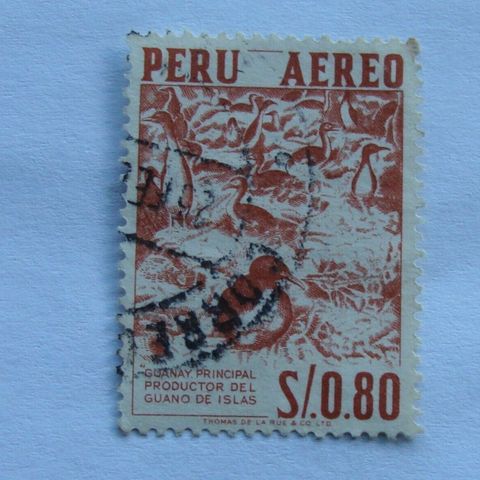 PERU AEREO
GUANAY, PRINCIPAL
PRODUCTOR DEL
GUANO DE ISLAS
S/.0.80
THOMAS DE LA RUE & CO. LTD.